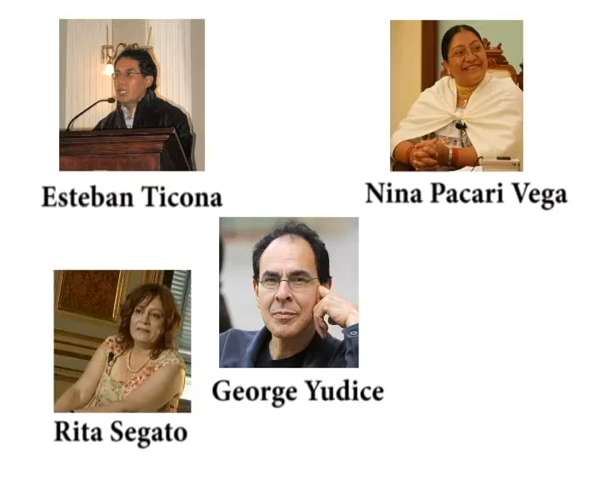 Esteban Ticona
Nina Pacari Vega
George Yudice
Rita Segato